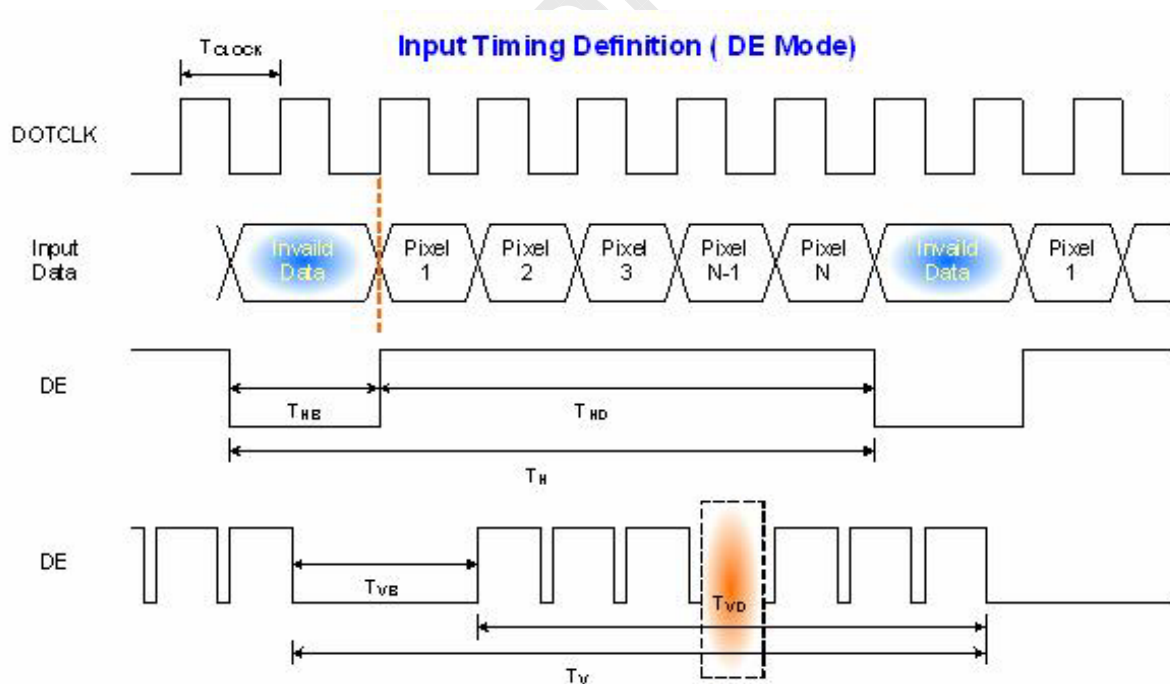 Input Timing Definition ( DE Mode)
TCLOCK
DOTCLK
Input
Data
Invaild
Data
Pixel
1
Pixel
2
Pixel
3
Pixel
N-1
Pixel
N
Invaild
Data
Pixel
1
DE
THB
THD
TH
DE
TVB
TVD
TV